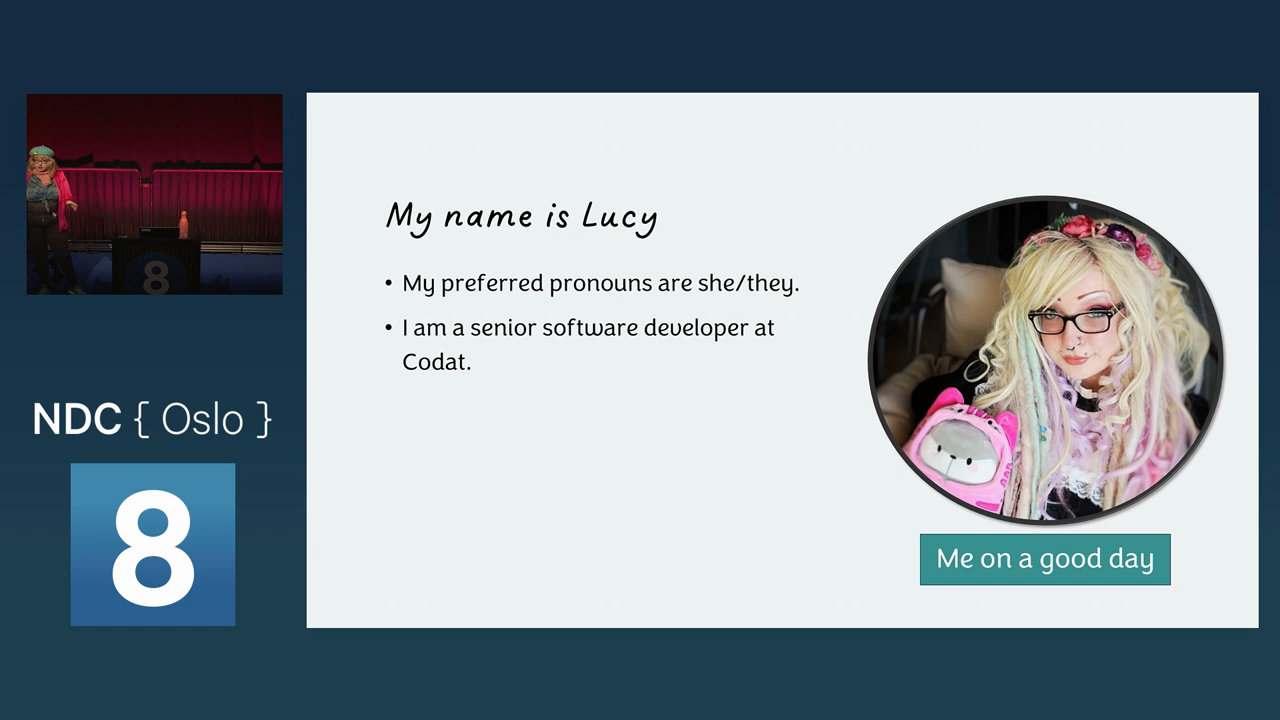 My name is Lucy
• My preferred pronouns are she/they.
• I am a senior software developer at
Codat.
Me on a good day
8
NDC { Oslo }
8